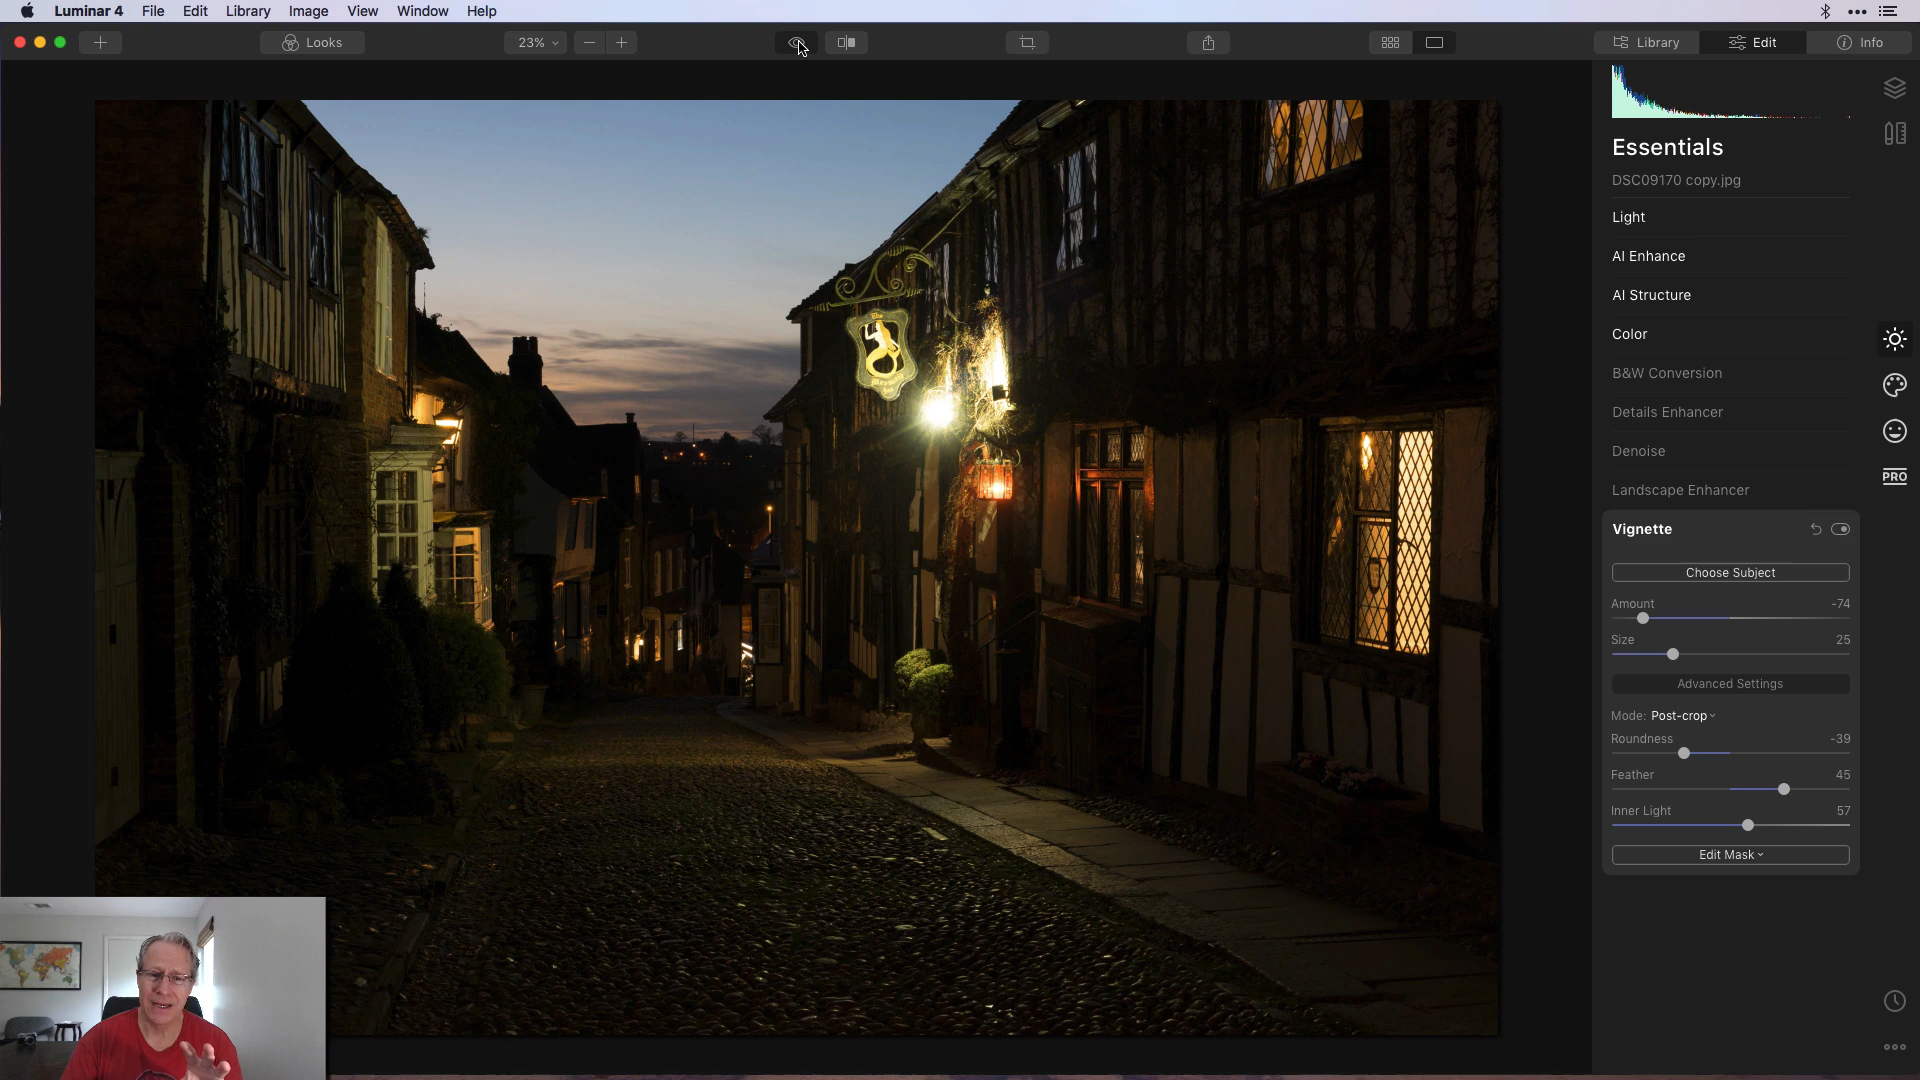 Luminar 4 File Edit Library Image View Window Help
Looks 23% Library Edit Info
Essentials
DSC09170 copy.jpg
Light
AI Enhance
AI Structure
Color
B&W Conversion
Details Enhancer
Denoise
Landscape Enhancer
PRO
Vignette
Choose Subject
Amount -74
Size 25
Advanced Settings
Mode: Post-crop
Roundness -39
Feather 45
Inner Light 57
Edit Mask